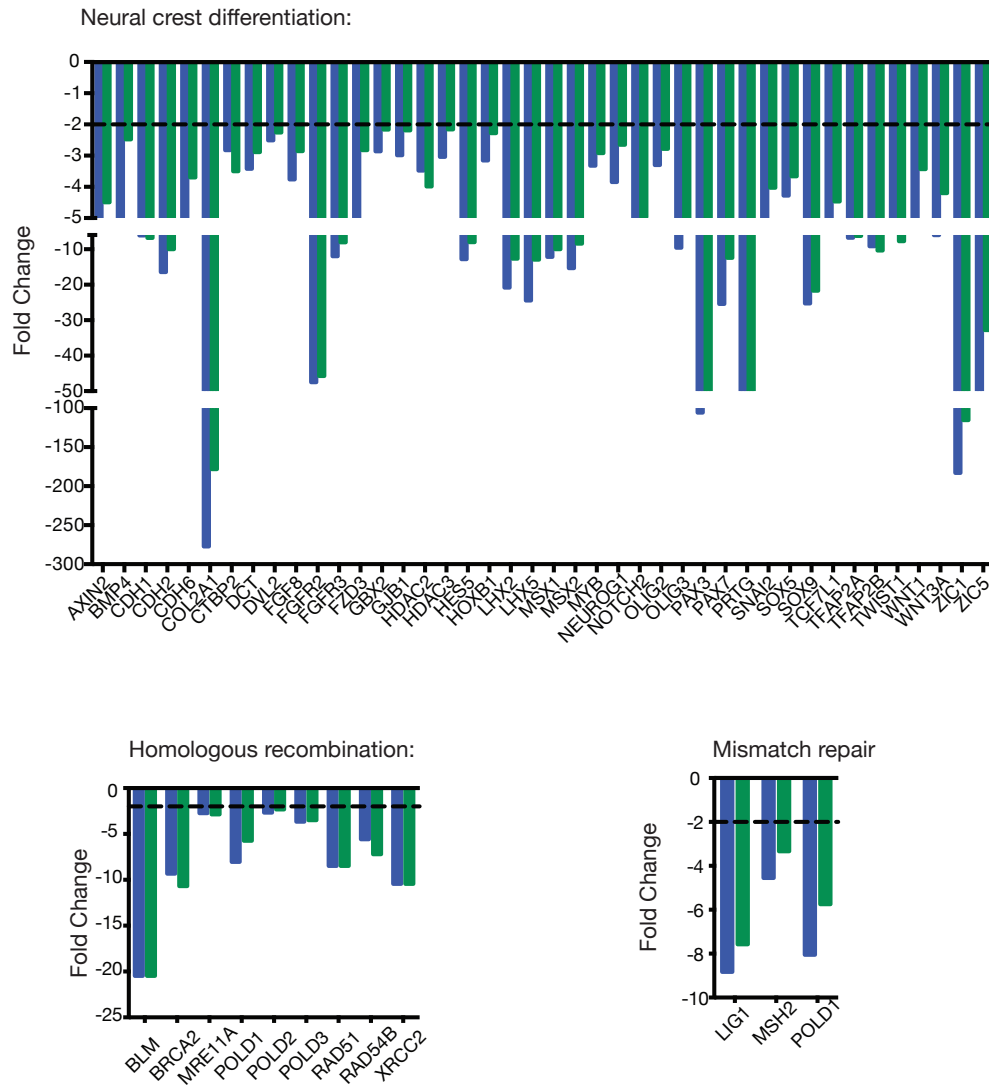 Neural crest differentiation:
Fold Change
0
-1
-2
-3
-4
-5
-10
-20
-30
-40
-50
-100
-150
-200
-250
-300
AXIN2
BMP4
CDH1
CDH2
CDH6
COL2A1
CTBP2
DCT
DVL2
FGF8
FGFR2
FGFR3
FZD3
GBX2
GJB1
HDAC2
HDAC3
HES5
HOXB1
LHX2
LHX5
MSX1
MSX2
MYB
NEUROG1
NOTCH2
OLIG2
OLIG3
PAX3
PAX7
PRTG
SNAI2
SOX5
SOX9
TCF7L1
TFAP2A
TFAP2B
TWIST1
WNT1
WNT3A
ZIC1
ZIC5
Homologous recombination:
Fold Change
0
-5
-10
-15
-20
-25
BLM
BRCA2
MRE11A
POLD1
POLD2
POLD3
RAD51
RAD54B
XRCC2
Mismatch repair
Fold Change
0
-2
-4
-6
-8
-10
LIG1
MSH2
POLD1